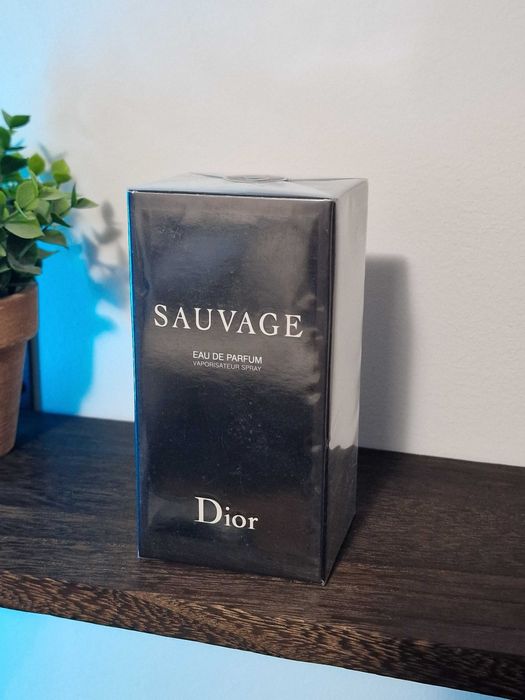 SAUVAGE
EAU DE PARFUM
VAPORISATEUR SPRAY
Dior